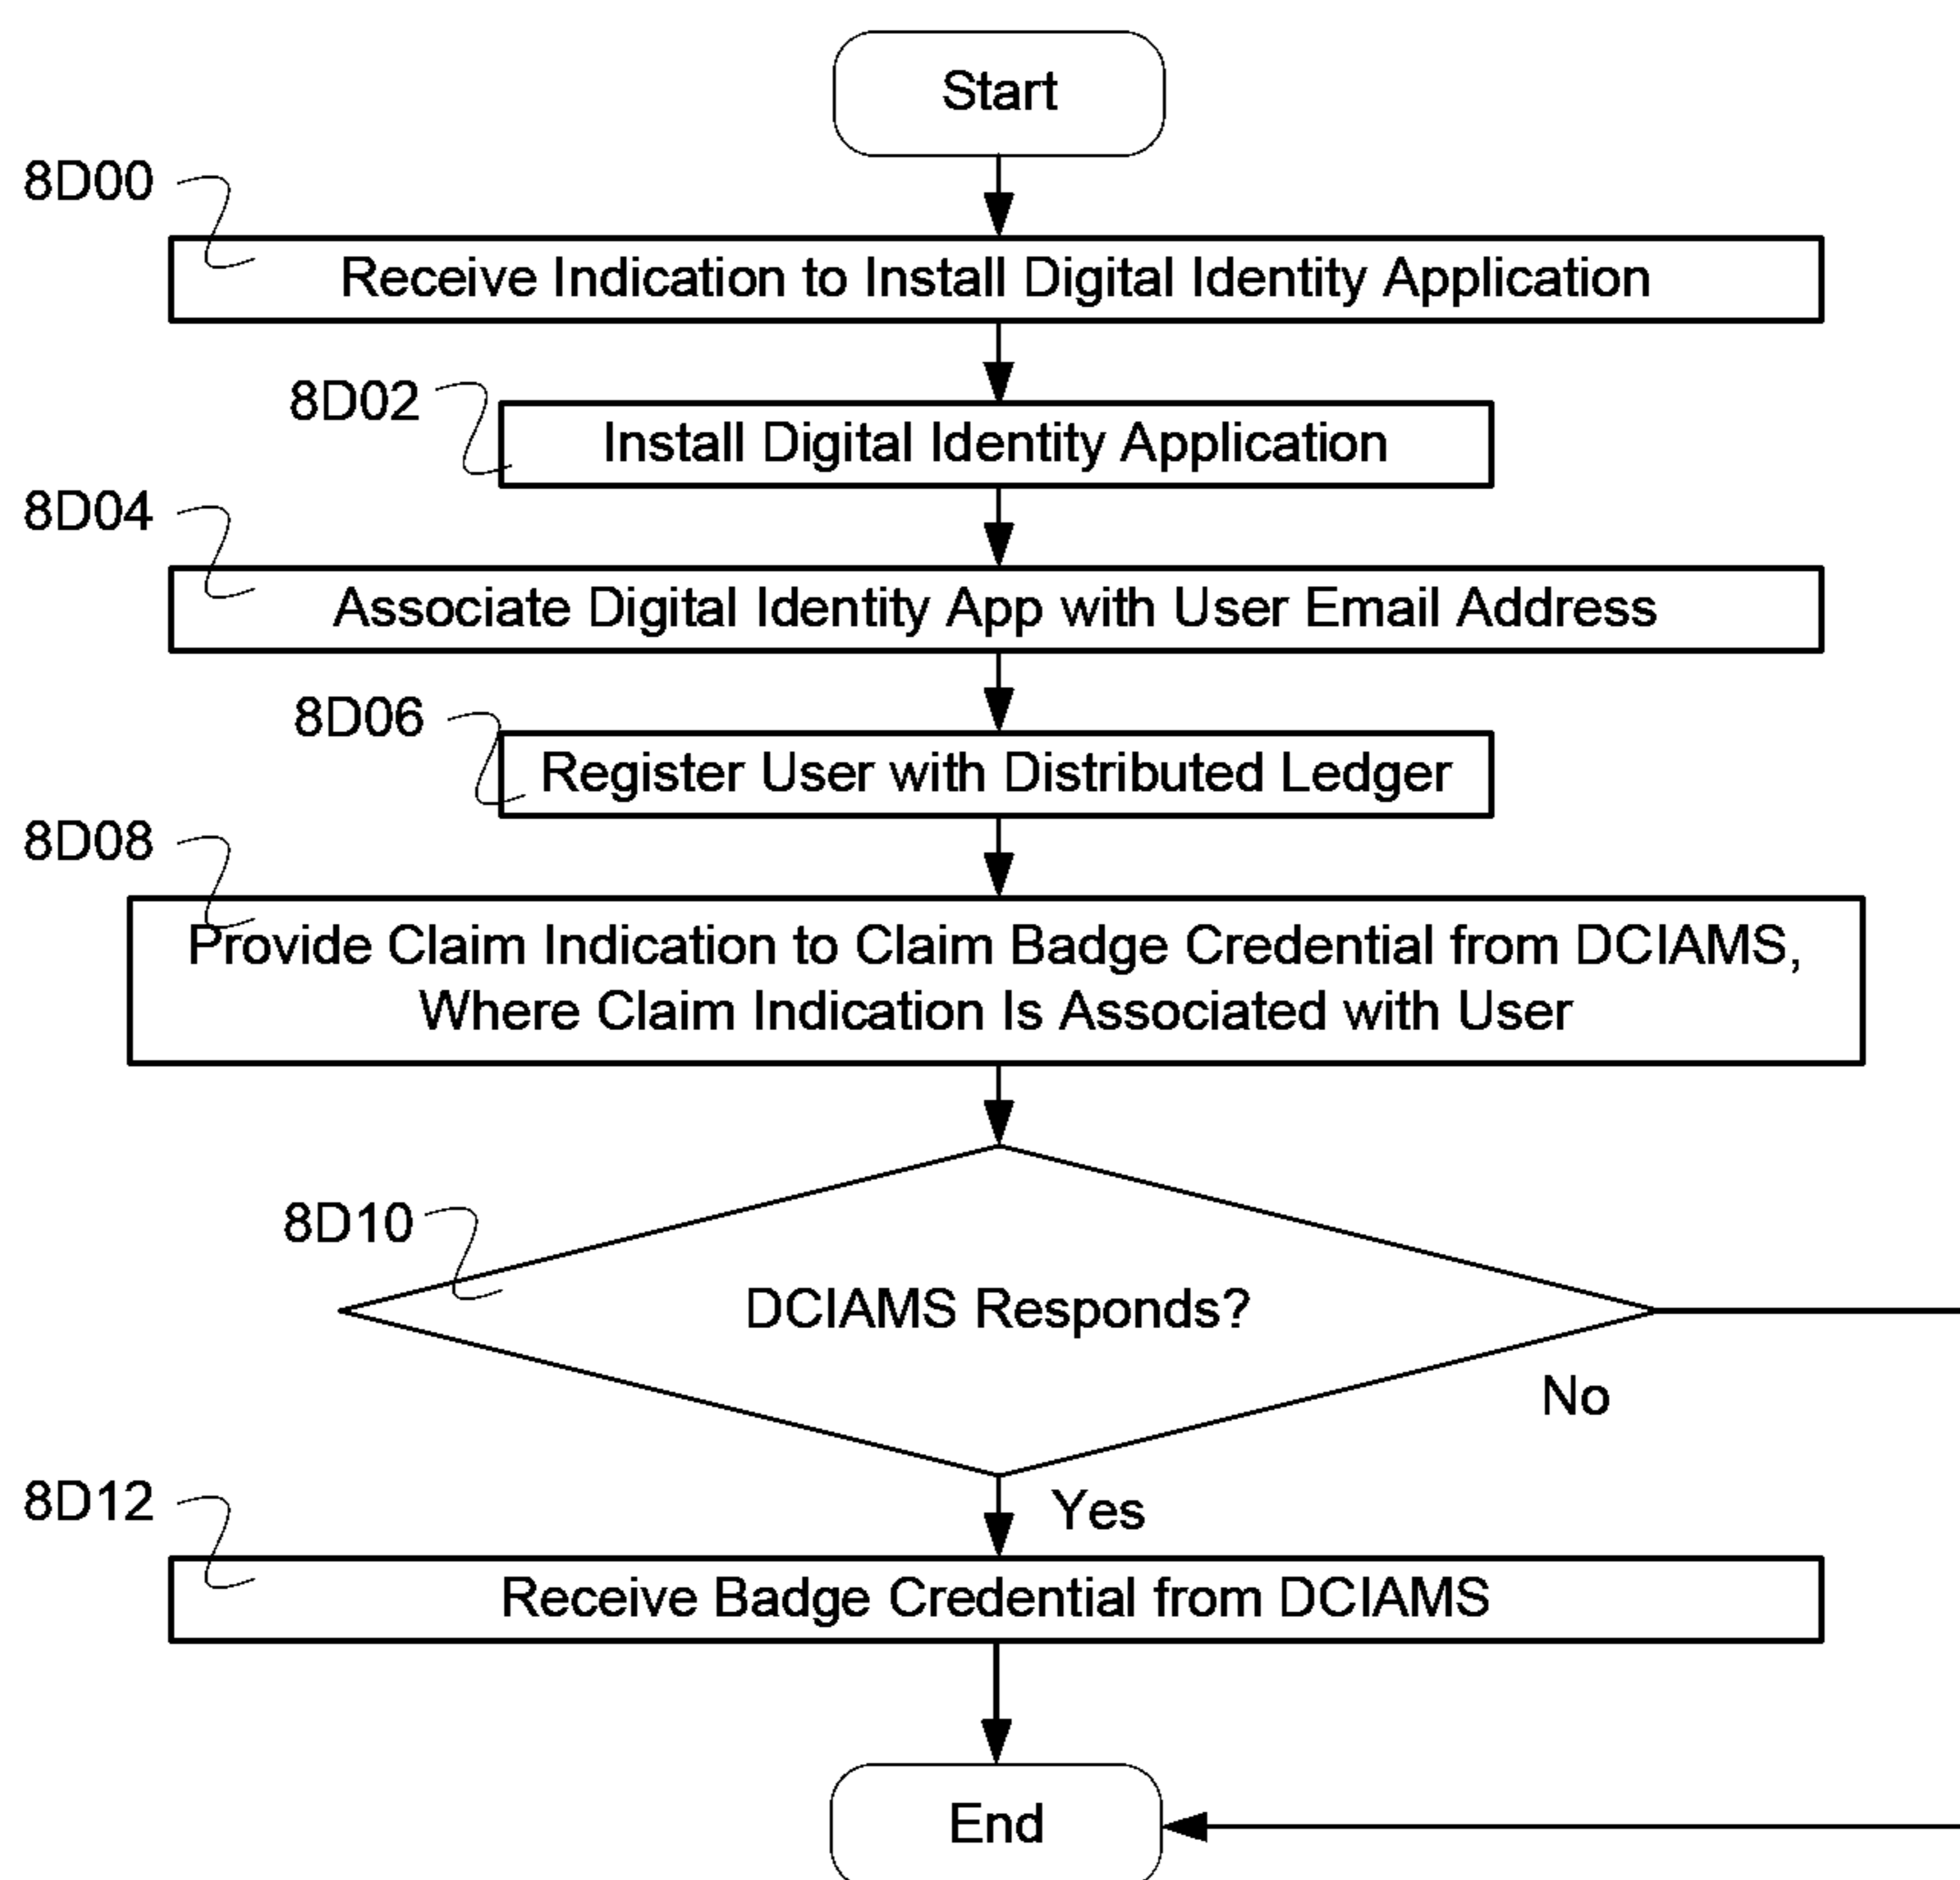 Start
8D00
Receive Indication to Install Digital Identity Application
8D02
Install Digital Identity Application
8D04
Associate Digital Identity App with User Email Address
8D06
Register User with Distributed Ledger
8D08
Provide Claim Indication to Claim Badge Credential from DCIAMS,
Where Claim Indication Is Associated with User
8D10
DCIAMS Responds?
No
Yes
8D12
Receive Badge Credential from DCIAMS
End